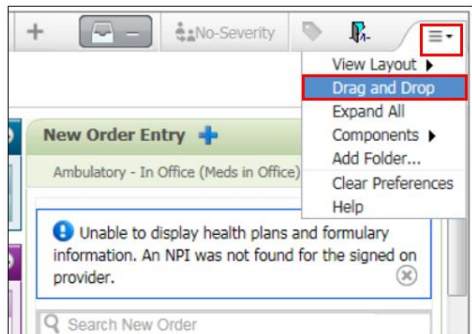 No-Severity
View Layout
Drag and Drop
Expand All
Components
Add Folder...
Clear Preferences
Help
New Order Entry
Ambulatory - In Office (Meds in Office)
Unable to display health plans and formulary
information. An NPI was not found for the signed on
provider.
Search New Order